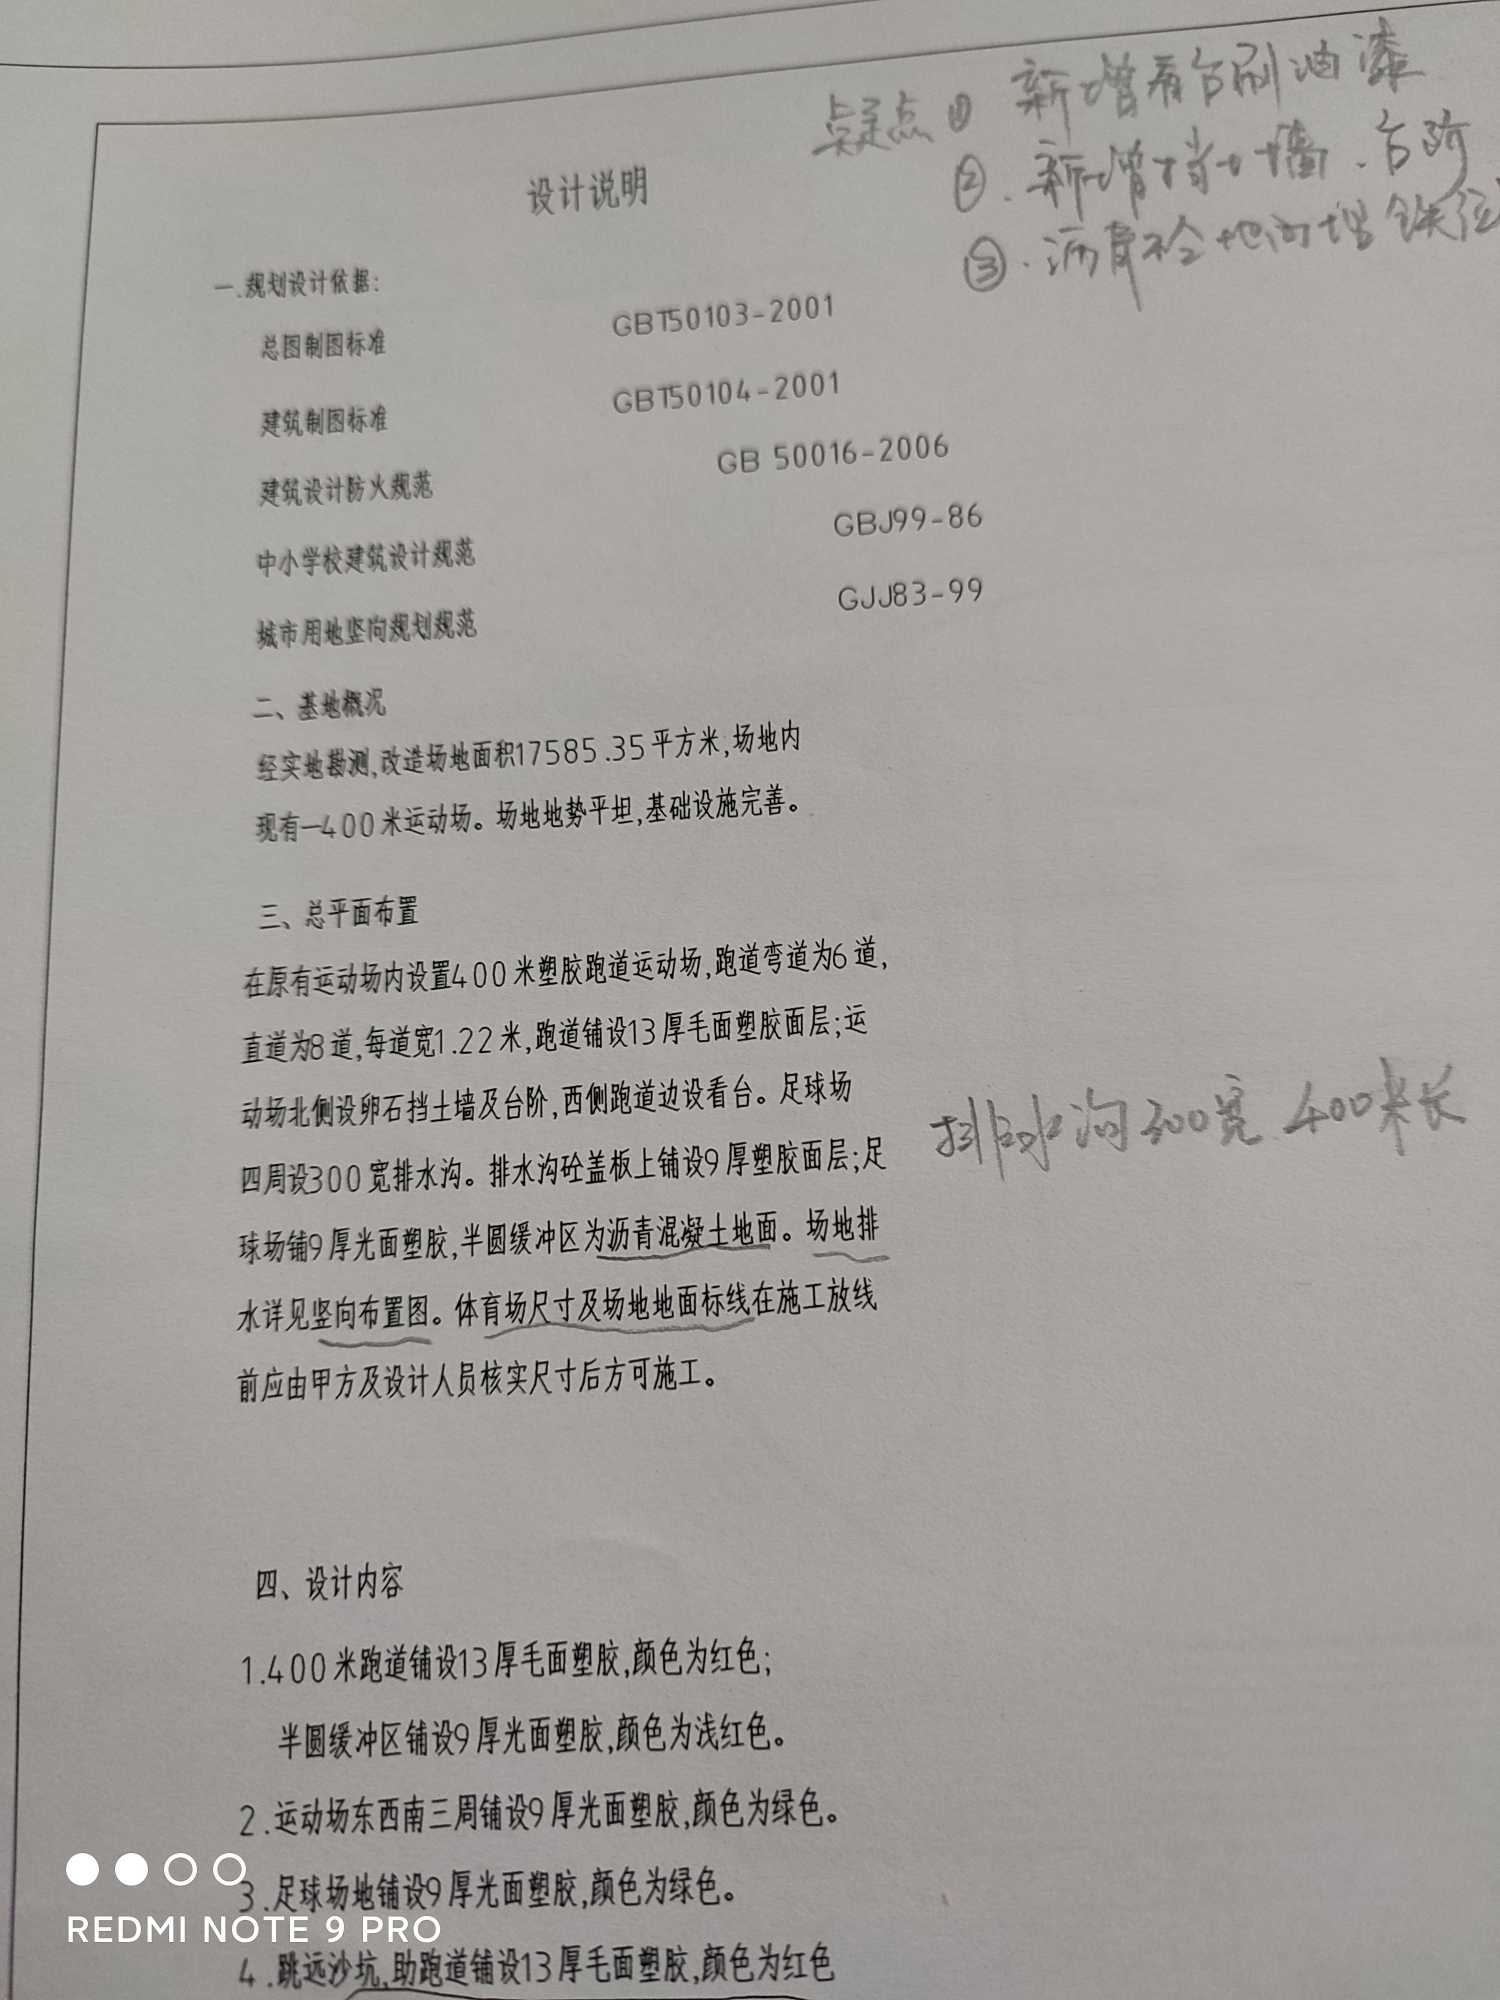 疑点① 新增看台刷油漆
②. 新增挡土墙.台阶
③. 沥青砼地
设计说明
一.规划设计依据:
总图制图标准 GBT50103-2001
建筑制图标准 GBT50104-2001
建筑设计防火规范 GB 50016-2006
中小学校建筑设计规范 GBJ99-86
城市用地竖向规划规范 GJJ83-99
二、基地概况
经实地勘测,改造场地面积17585.35平方米,场地内
现有一400米运动场。场地地势平坦,基础设施完善。
三、总平面布置
在原有运动场内设置400米塑胶跑道运动场,跑道弯道为6道,
直道为8道,每道宽1.22米,跑道铺设13厚毛面塑胶面层;运
动场北侧设卵石挡土墙及台阶,西侧跑道边设看台。足球场
四周设300宽排水沟。排水沟砼盖板上铺设9厚塑胶面层;足
球场铺9厚光面塑胶,半圆缓冲区为沥青混凝土地面。场地排
水详见竖向布置图。体育场尺寸及场地地面标线在施工放线
前应由甲方及设计人员核实尺寸后方可施工。
排水沟300宽.400米长
四、设计内容
1.400米跑道铺设13厚毛面塑胶,颜色为红色;
半圆缓冲区铺设9厚光面塑胶,颜色为浅红色。
2.运动场东西南三周铺设9厚光面塑胶,颜色为绿色。
3.足球场地铺设9厚光面塑胶,颜色为绿色。
4.跳远沙坑,助跑道铺设13厚毛面塑胶,颜色为红色
REDMI NOTE 9 PRO